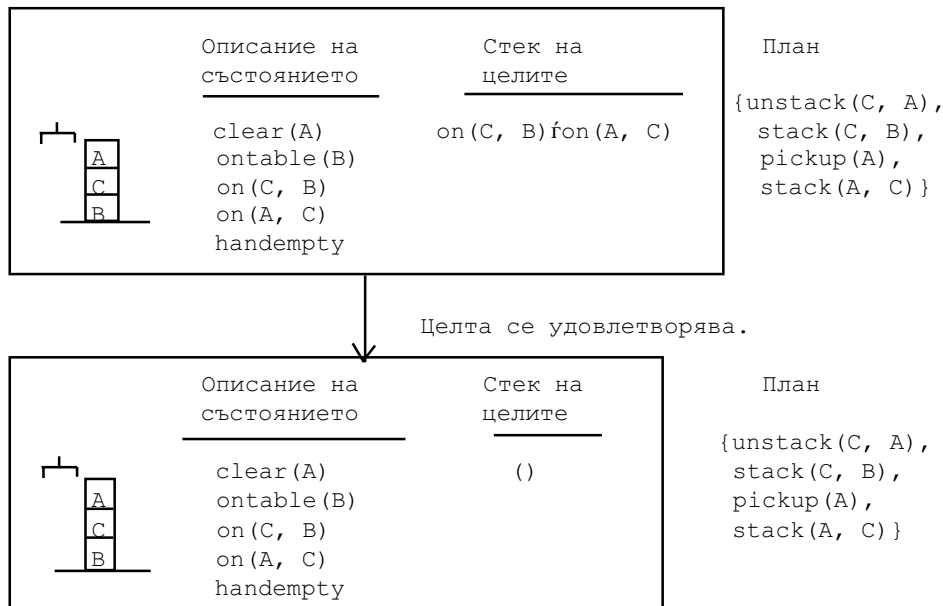 Описание на Стек на План
състоянието целите
{unstack(C, A),
clear(A) on(C, B)ѓon(A, C) stack(C, B),
A ontable(B) pickup(A),
C on(C, B) stack(A, C)}
B on(A, C)
handempty
Целта се удовлетворява.
Описание на Стек на План
състоянието целите
{unstack(C, A),
clear(A) () stack(C, B),
A ontable(B) pickup(A),
C on(C, B) stack(A, C)}
B on(A, C)
handempty